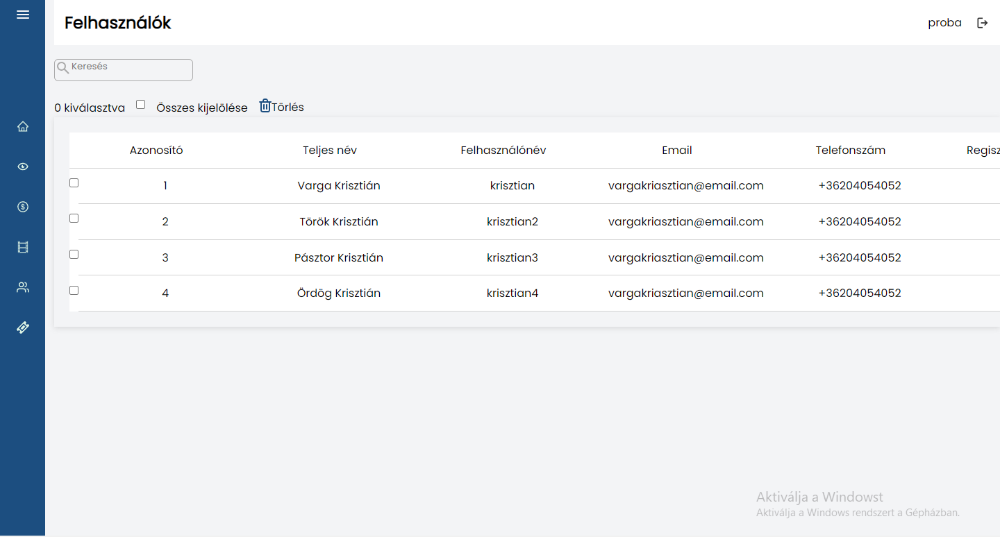 Felhasználók proba
Keresés
0 kiválasztva Összes kijelölése Törlés
Azonosító Teljes név Felhasználónév Email Telefonszám Regisz
1 Varga Krisztián krisztian vargakriasztian@email.com +36204054052
2 Török Krisztián krisztian2 vargakriasztian@email.com +36204054052
3 Pásztor Krisztián krisztian3 vargakriasztian@email.com +36204054052
4 Ördög Krisztián krisztian4 vargakriasztian@email.com +36204054052
Aktiválja a Windowst
Aktiválja a Windows rendszert a Gépházban.